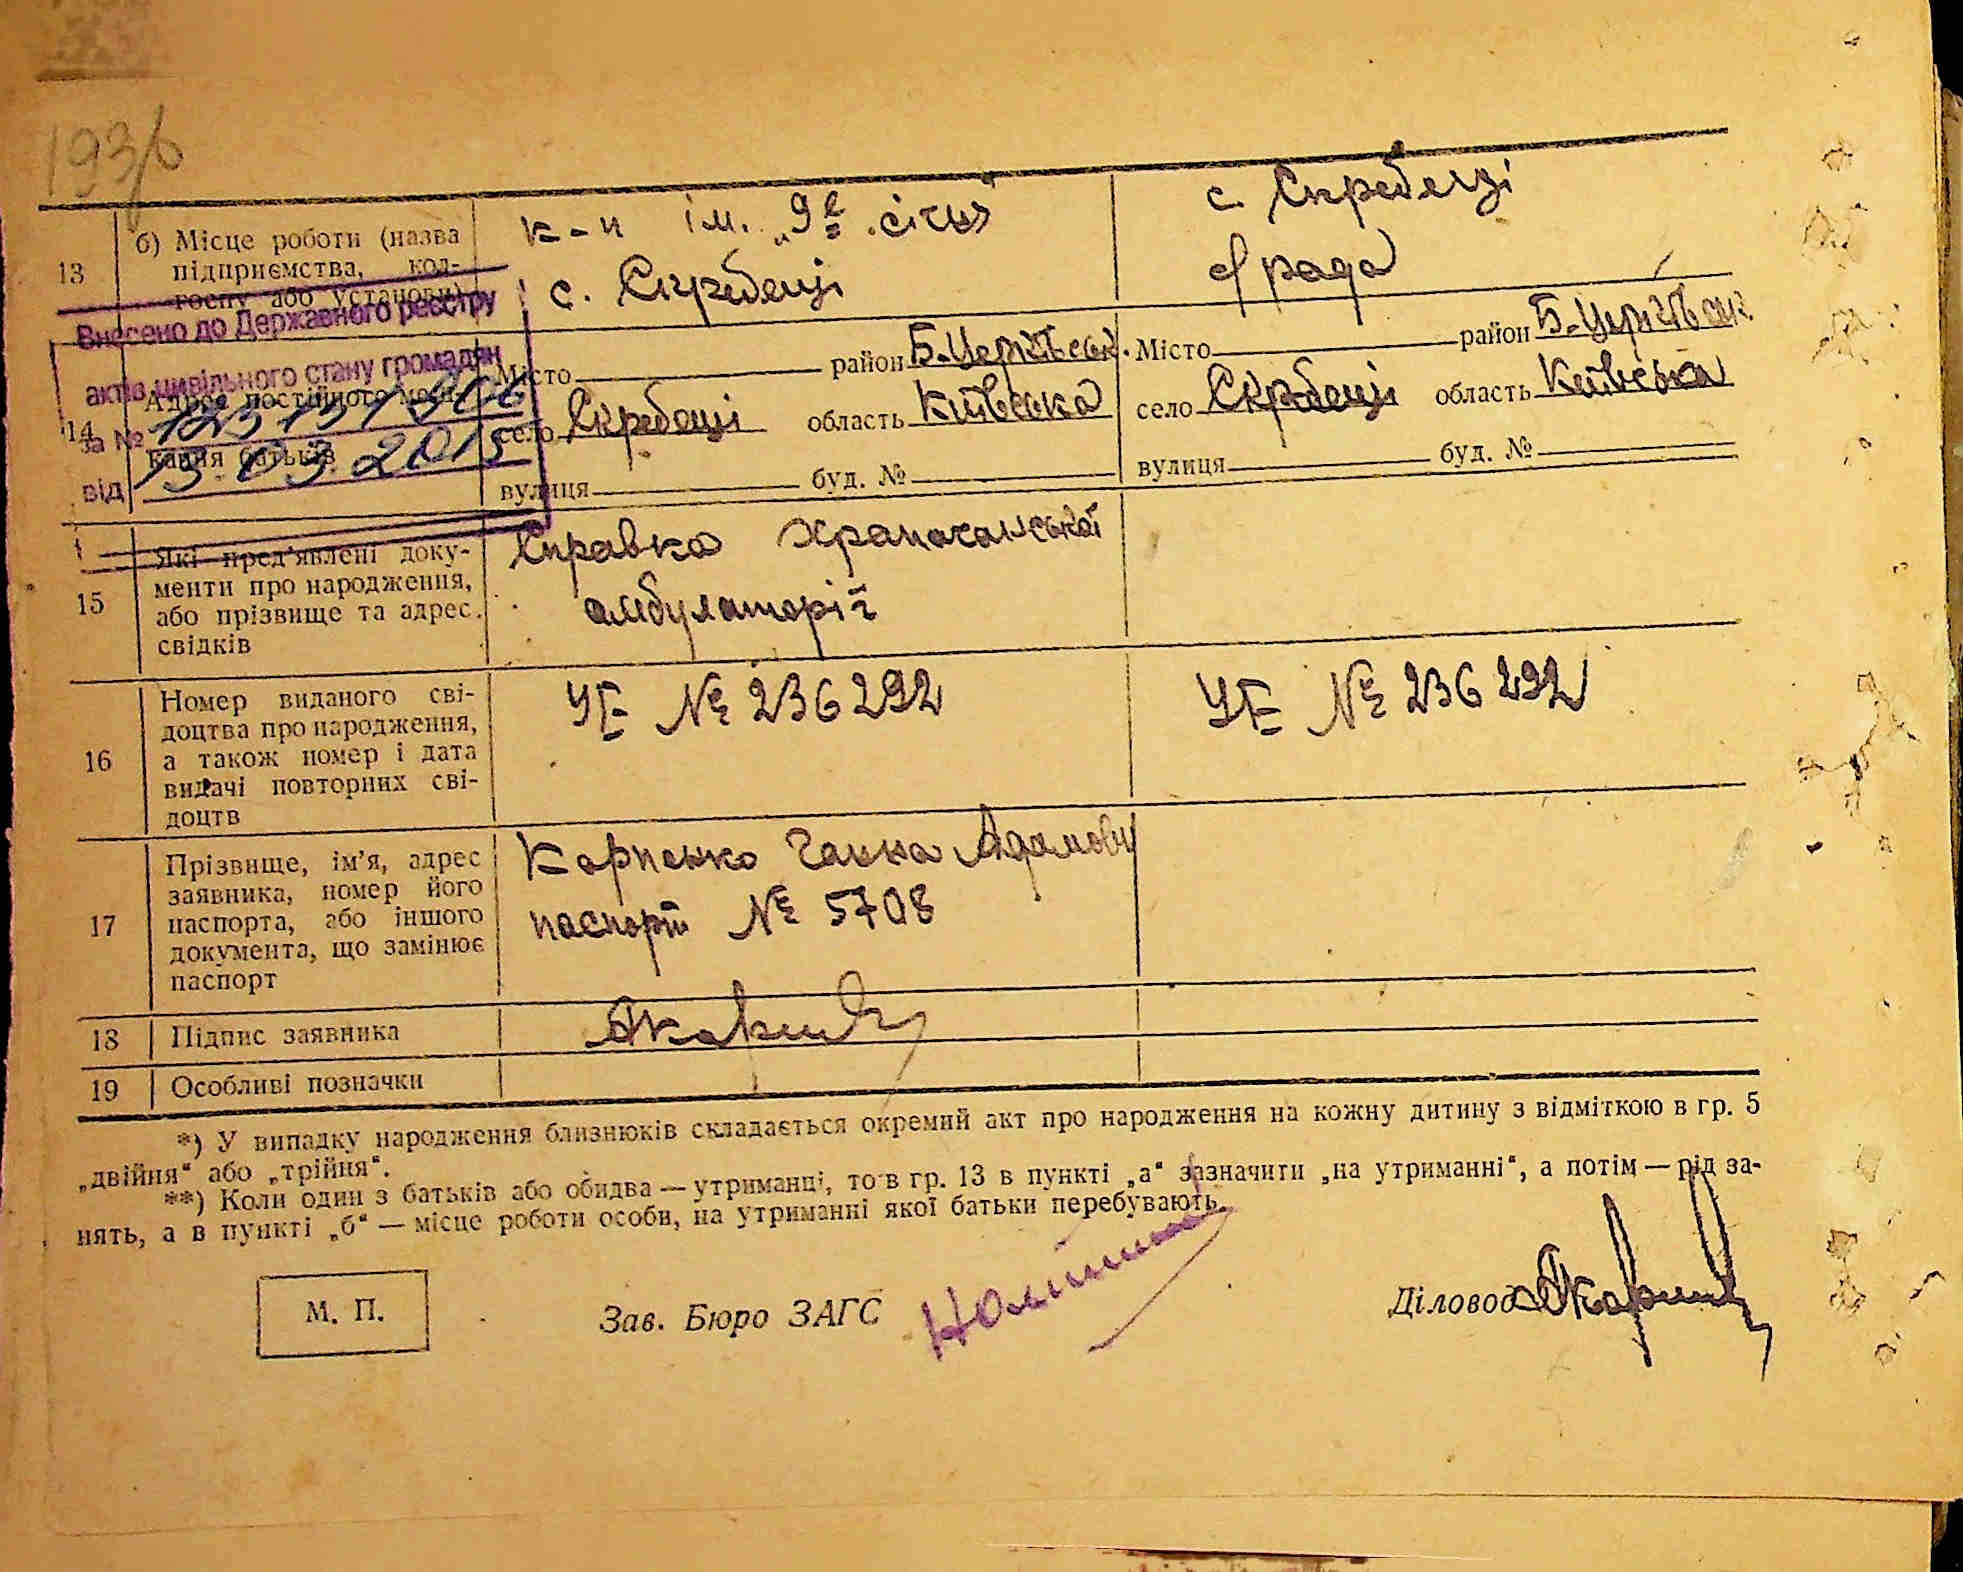 1936
13
б) Місце роботи (назва підприємства, кол-госпу або установи)
к-п ім. „9е січня"
с. Скребеші
с. Скребеші
с/рада
Внесено до Державного реєстру
актів цивільного стану громадян
за №
від 13.03.2015
14
Адреса постійного меш-
кання батьків
Місто район Б-Церківськ.
село Скребеші область Київська
вулиця буд. №
Місто район Б-Церківськ
село Скребеші область Київська
вулиця буд. №
15
Які пред'явлені доку-
менти про народження,
або прізвище та адрес.
свідків
Справка
амбулаторії
16
Номер виданого сві-
доцтва про народження,
а також номер і дата
видачі повторних сві-
доцтв
УЕ № 236292
УЕ № 236292
17
Прізвище, ім'я, адрес
заявника, номер його
паспорта, або іншого
документа, що замінює
паспорт
Карпенко Ганна Адамовн
паспорт № 5708
18
Підпис заявника
19
Особливі позначки
*) У випадку народження близнюків складається окремий акт про народження на кожну дитину з відміткою в гр. 5
„двійня" або „трійня".
**) Коли один з батьків або обидва — утриманці, то в гр. 13 в пункті „а" зазначити „на утриманні", а потім — рід за-
нять, а в пункті „б" — місце роботи особи, на утриманні якої батьки перебувають.
М. П.
Зав. Бюро ЗАГС
Діловод